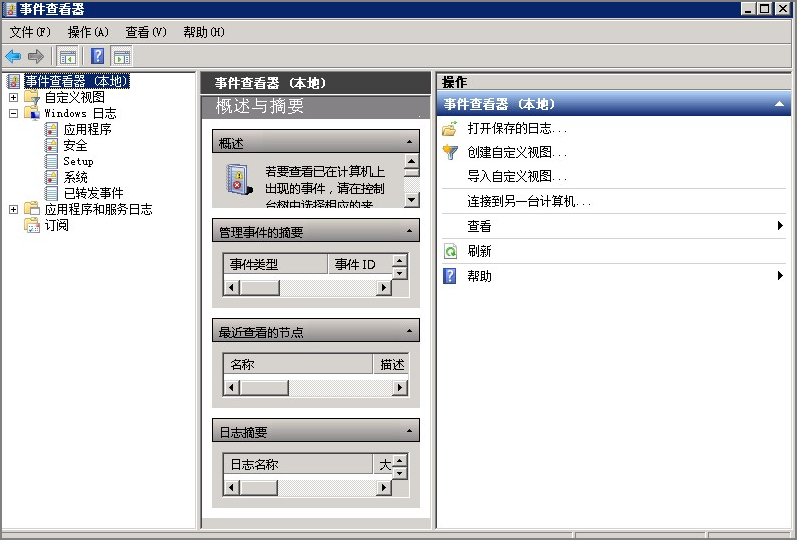 事件查看器
文件(F) 操作(A) 查看(V) 帮助(H)
事件查看器 (本地)
自定义视图
Windows 日志
应用程序
安全
Setup
系统
已转发事件
应用程序和服务日志
订阅
事件查看器 (本地)
概述与摘要
概述
若要查看已在计算机上
出现的事件，请在控制
台树中选择相应的来
管理事件的摘要
事件类型 事件 ID
最近查看的节点
名称 描述
日志摘要
日志名称 大
操作
事件查看器 (本地)
打开保存的日志...
创建自定义视图...
导入自定义视图...
连接到另一台计算机...
查看
刷新
帮助